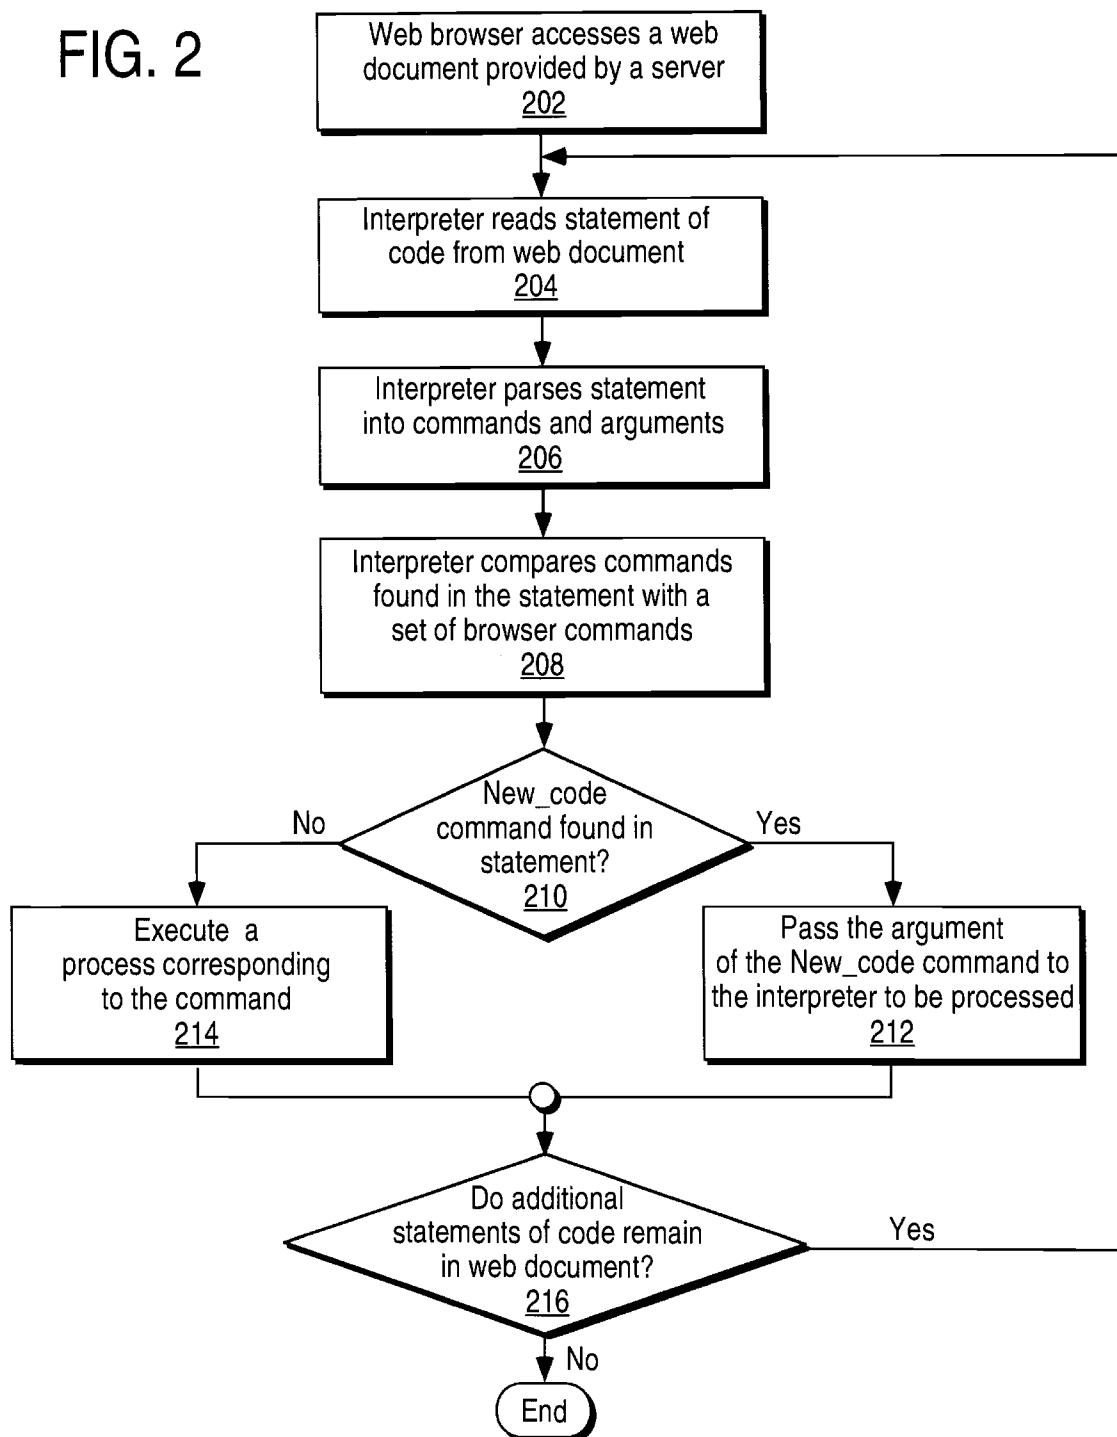 FIG. 2
Web browser accesses a web
document provided by a server
202
Interpreter reads statement of
code from web document
204
Interpreter parses statement
into commands and arguments
206
Interpreter compares commands
found in the statement with a
set of browser commands
208
New_code
command found in
statement?
210
No
Yes
Execute a
process corresponding
to the command
214
Pass the argument
of the New_code command to
the interpreter to be processed
212
Do additional
statements of code remain
in web document?
216
Yes
No
End